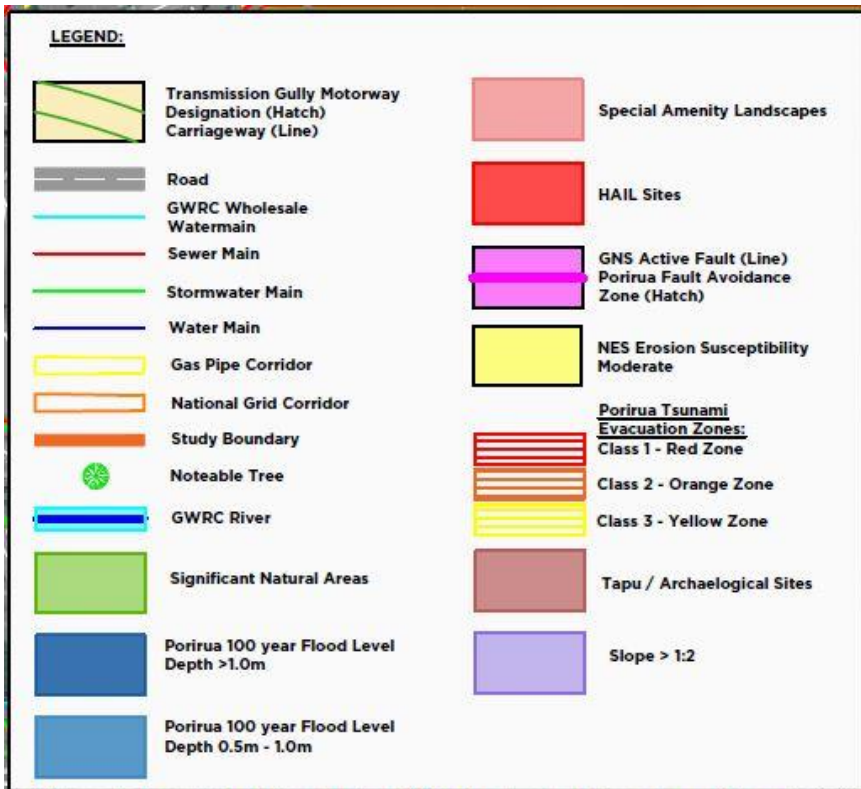 LEGEND:
Transmission Gully Motorway
Designation (Hatch)
Carriageway (Line)
Road
GWRC Wholesale
Watermain
Sewer Main
Stormwater Main
Water Main
Gas Pipe Corridor
National Grid Corridor
Study Boundary
Noteable Tree
GWRC River
Significant Natural Areas
Porirua 100 year Flood Level
Depth >1.0m
Porirua 100 year Flood Level
Depth 0.5m - 1.0m
Special Amenity Landscapes
HAIL Sites
GNS Active Fault (Line)
Porirua Fault Avoidance
Zone (Hatch)
NES Erosion Susceptibility
Moderate
Porirua Tsunami
Evacuation Zones:
Class 1 - Red Zone
Class 2 - Orange Zone
Class 3 - Yellow Zone
Tapu / Archaelogical Sites
Slope > 1:2